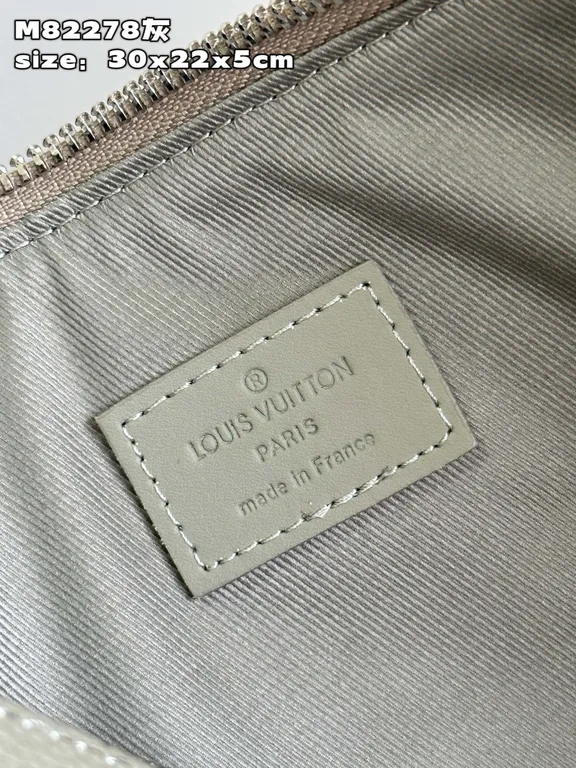 M82278灰
size：30x22x5cm
®
LOUIS VUITTON
PARIS
made in France